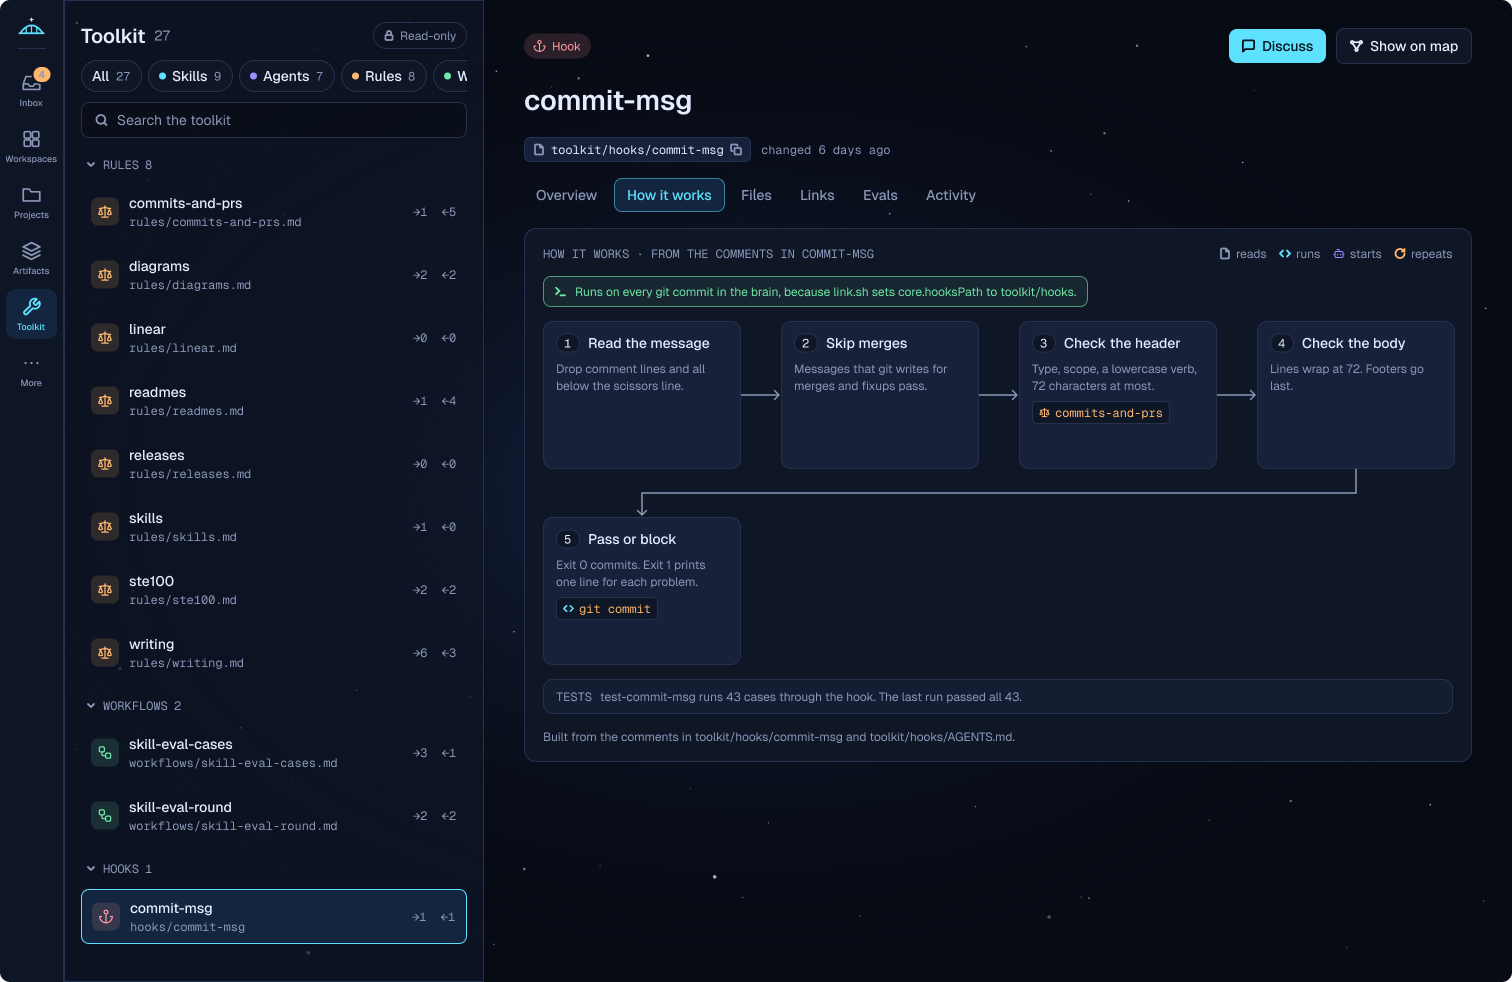 4
Inbox
Workspaces
Projects
Artifacts
Toolkit
More
Toolkit 27
Read-only
All 27
Skills 9
Agents 7
Rules 8
W
Search the toolkit
RULES 8
commits-and-prs
rules/commits-and-prs.md
→1 ←5
diagrams
rules/diagrams.md
→2 ←2
linear
rules/linear.md
→0 ←0
readmes
rules/readmes.md
→1 ←4
releases
rules/releases.md
→0 ←0
skills
rules/skills.md
→1 ←0
ste100
rules/ste100.md
→2 ←2
writing
rules/writing.md
→6 ←3
WORKFLOWS 2
skill-eval-cases
workflows/skill-eval-cases.md
→3 ←1
skill-eval-round
workflows/skill-eval-round.md
→2 ←2
HOOKS 1
commit-msg
hooks/commit-msg
→1 ←1
Hook
Discuss
Show on map
commit-msg
toolkit/hooks/commit-msg
changed 6 days ago
Overview
How it works
Files
Links
Evals
Activity
HOW IT WORKS · FROM THE COMMENTS IN COMMIT-MSG
reads
runs
starts
repeats
Runs on every git commit in the brain, because link.sh sets core.hooksPath to toolkit/hooks.
1 Read the message
Drop comment lines and all
below the scissors line.
2 Skip merges
Messages that git writes for
merges and fixups pass.
3 Check the header
Type, scope, a lowercase verb,
72 characters at most.
commits-and-prs
4 Check the body
Lines wrap at 72. Footers go
last.
5 Pass or block
Exit 0 commits. Exit 1 prints
one line for each problem.
git commit
TESTS test-commit-msg runs 43 cases through the hook. The last run passed all 43.
Built from the comments in toolkit/hooks/commit-msg and toolkit/hooks/AGENTS.md.